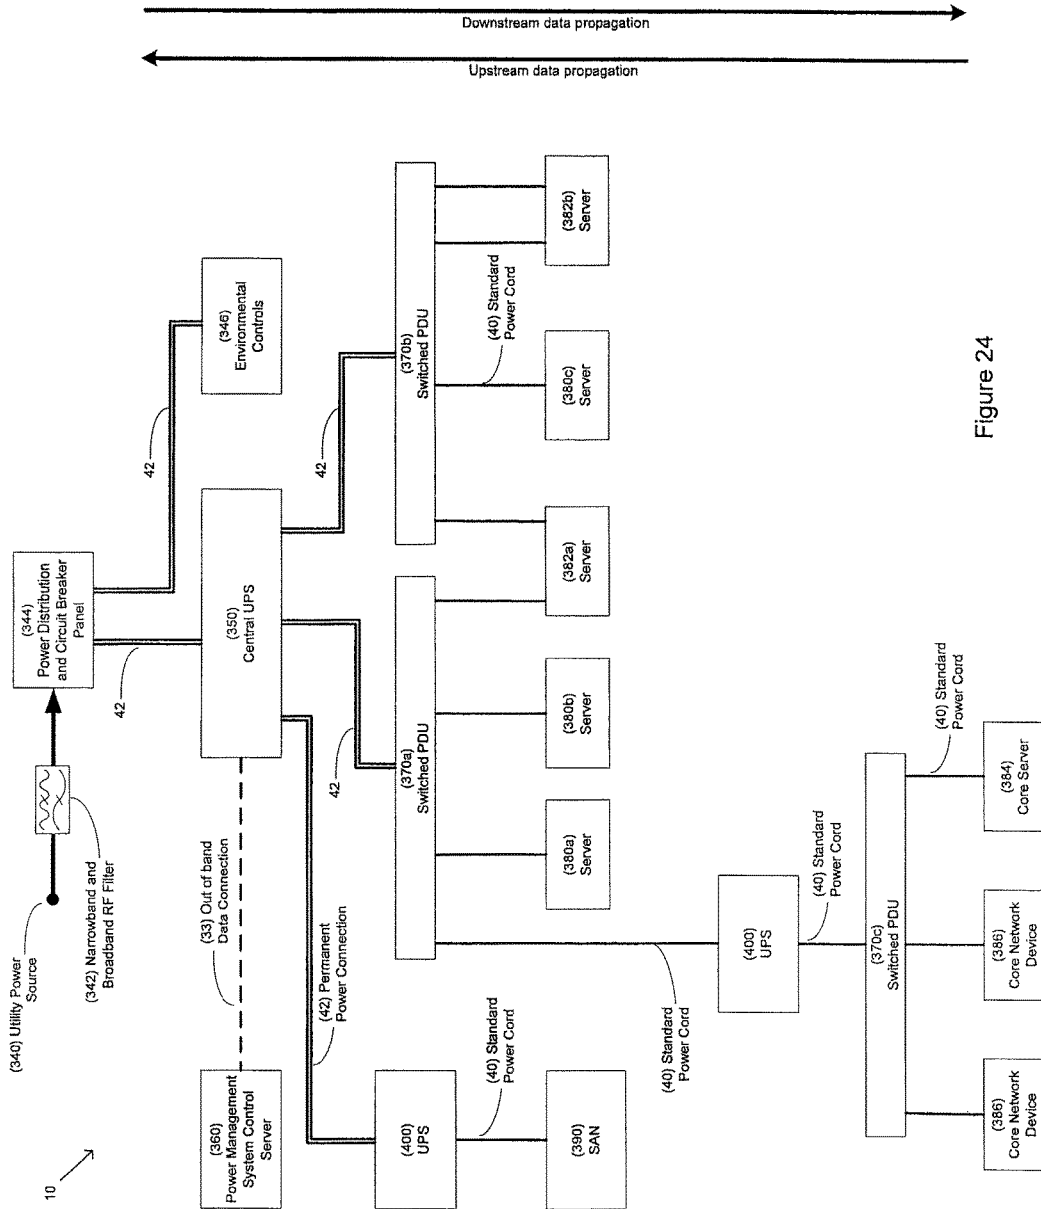 10
(340) Utility Power
Source
(342) Narrowband and
Broadband RF Filter
(344)
Power Distribution
and Circuit Breaker
Panel
42
42
(346)
Environmental
Controls
(360)
Power Management
System Control
Server
(33) Out of band
Data Connection
(350)
Central UPS
(42) Permanent
Power Connection
42
42
(400)
UPS
(40) Standard
Power Cord
(390)
SAN
(370a)
Switched PDU
(370b)
Switched PDU
(40) Standard
Power Cord
(380a)
Server
(380b)
Server
(382a)
Server
(380c)
Server
(382b)
Server
(40) Standard
Power Cord
(400)
UPS
(40) Standard
Power Cord
(370c)
Switched PDU
(40) Standard
Power Cord
(386)
Core Network
Device
(386)
Core Network
Device
(384)
Core Server
Upstream data propagation
Downstream data propagation
Figure 24